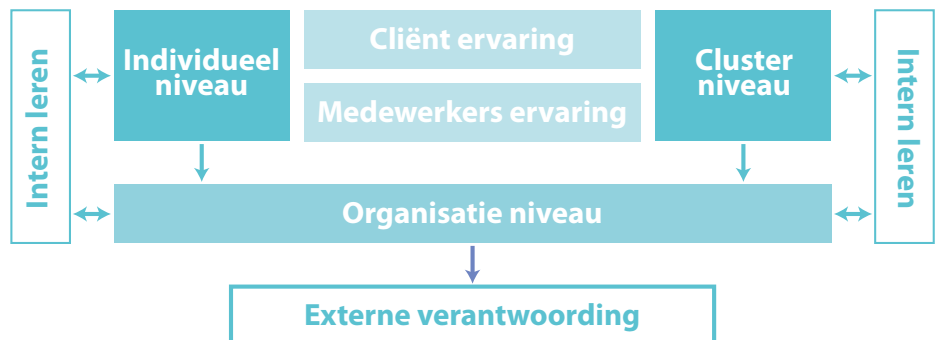 Intern leren
Individueel
niveau
Cliënt ervaring
Medewerkers ervaring
Cluster
niveau
Intern leren
Organisatie niveau
Externe verantwoording